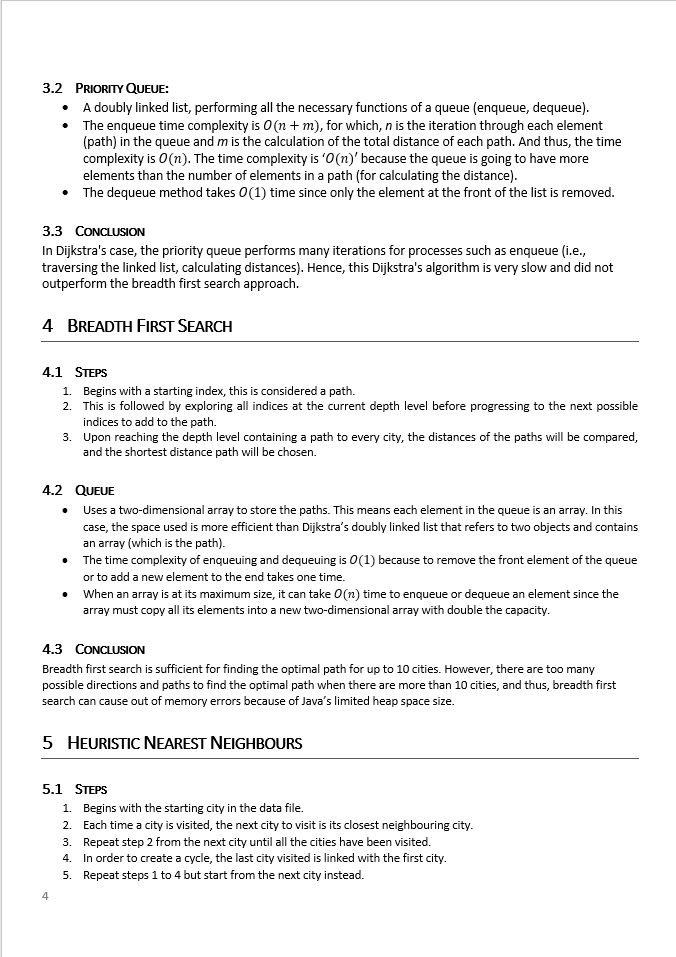 3.2 PRIORITY QUEUE:
• A doubly linked list, performing all the necessary functions of a queue (enqueue, dequeue).
• The enqueue time complexity is O(n + m), for which, n is the iteration through each element
(path) in the queue and m is the calculation of the total distance of each path. And thus, the time
complexity is O(n). The time complexity is ‘O(n)’ because the queue is going to have more
elements than the number of elements in a path (for calculating the distance).
• The dequeue method takes O(1) time since only the element at the front of the list is removed.
3.3 CONCLUSION
In Dijkstra's case, the priority queue performs many iterations for processes such as enqueue (i.e.,
traversing the linked list, calculating distances). Hence, this Dijkstra's algorithm is very slow and did not
outperform the breadth first search approach.
4 BREADTH FIRST SEARCH
4.1 STEPS
1. Begins with a starting index, this is considered a path.
2. This is followed by exploring all indices at the current depth level before progressing to the next possible
indices to add to the path.
3. Upon reaching the depth level containing a path to every city, the distances of the paths will be compared,
and the shortest distance path will be chosen.
4.2 QUEUE
• Uses a two-dimensional array to store the paths. This means each element in the queue is an array. In this
case, the space used is more efficient than Dijkstra’s doubly linked list that refers to two objects and contains
an array (which is the path).
• The time complexity of enqueuing and dequeuing is O(1) because to remove the front element of the queue
or to add a new element to the end takes one time.
• When an array is at its maximum size, it can take O(n) time to enqueue or dequeue an element since the
array must copy all its elements into a new two-dimensional array with double the capacity.
4.3 CONCLUSION
Breadth first search is sufficient for finding the optimal path for up to 10 cities. However, there are too many
possible directions and paths to find the optimal path when there are more than 10 cities, and thus, breadth first
search can cause out of memory errors because of Java’s limited heap space size.
5 HEURISTIC NEAREST NEIGHBOURS
5.1 STEPS
1. Begins with the starting city in the data file.
2. Each time a city is visited, the next city to visit is its closest neighbouring city.
3. Repeat step 2 from the next city until all the cities have been visited.
4. In order to create a cycle, the last city visited is linked with the first city.
5. Repeat steps 1 to 4 but start from the next city instead.
4